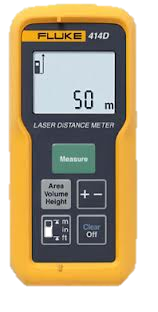 FLUKE 414D
50 m
LASER DISTANCE METER
Measure
Area
Volume
Height
+ −
m
in
ft
Clear
Off